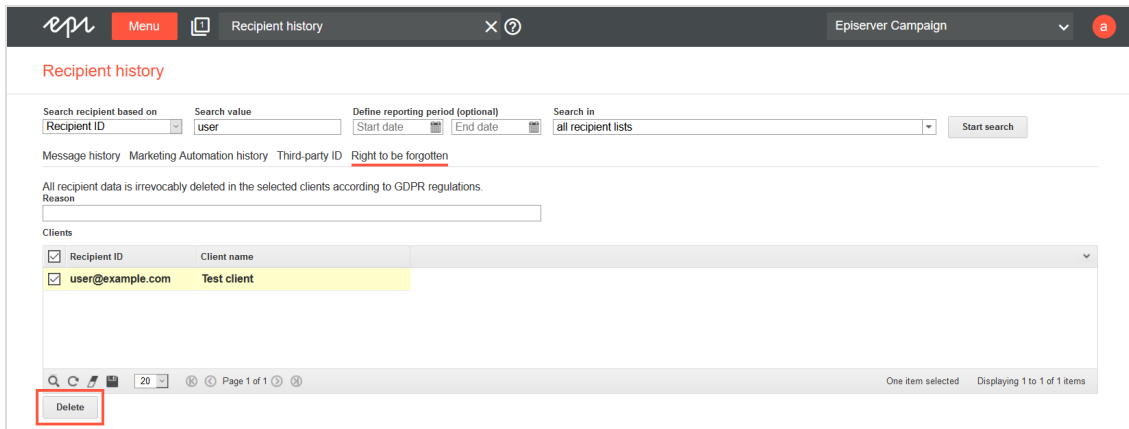 epi Menu 1 Recipient history Episerver Campaign a
Recipient history
Search recipient based on Search value Define reporting period (optional) Search in
Recipient ID user Start date End date all recipient lists Start search
Message history Marketing Automation history Third-party ID Right to be forgotten
All recipient data is irrevocably deleted in the selected clients according to GDPR regulations.
Reason
Clients
Recipient ID Client name
user@example.com Test client
20 Page 1 of 1 One item selected Displaying 1 to 1 of 1 items
Delete